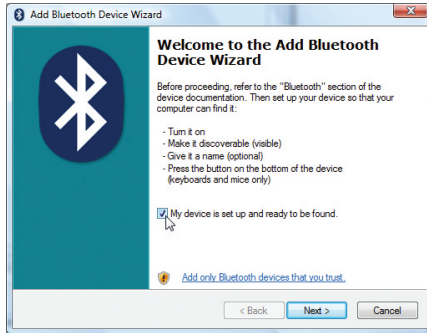 Add Bluetooth Device Wizard
Welcome to the Add Bluetooth
Device Wizard
Before proceeding, refer to the "Bluetooth" section of the
device documentation. Then set up your device so that your
computer can find it:
- Turn it on
- Make it discoverable (visible)
- Give it a name (optional)
- Press the button on the bottom of the device
(keyboards and mice only)
My device is set up and ready to be found.
Add only Bluetooth devices that you trust.
< Back Next > Cancel